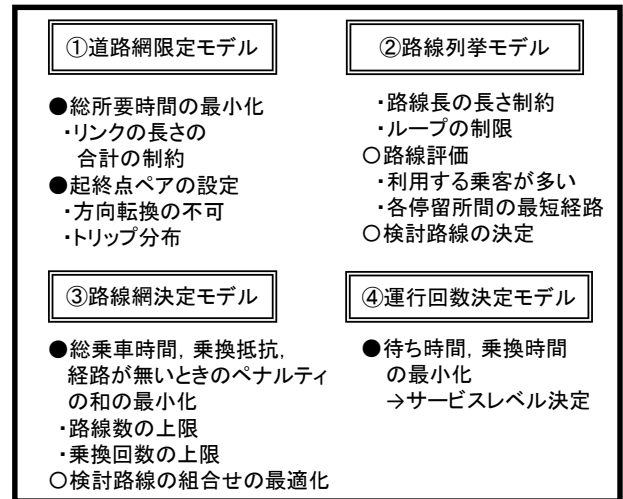 ①道路網限定モデル
●総所要時間の最小化
・リンクの長さの
合計の制約
●起終点ペアの設定
・方向転換の不可
・トリップ分布
②路線列挙モデル
・路線長の長さ制約
・ループの制限
〇路線評価
・利用する乗客が多い
・各停留所間の最短経路
〇検討路線の決定
③路線網決定モデル
●総乗車時間，乗換抵抗，
経路が無いときのペナルティ
の和の最小化
・路線数の上限
・乗換回数の上限
〇検討路線の組合せの最適化
④運行回数決定モデル
●待ち時間，乗換時間
の最小化
→サービスレベル決定